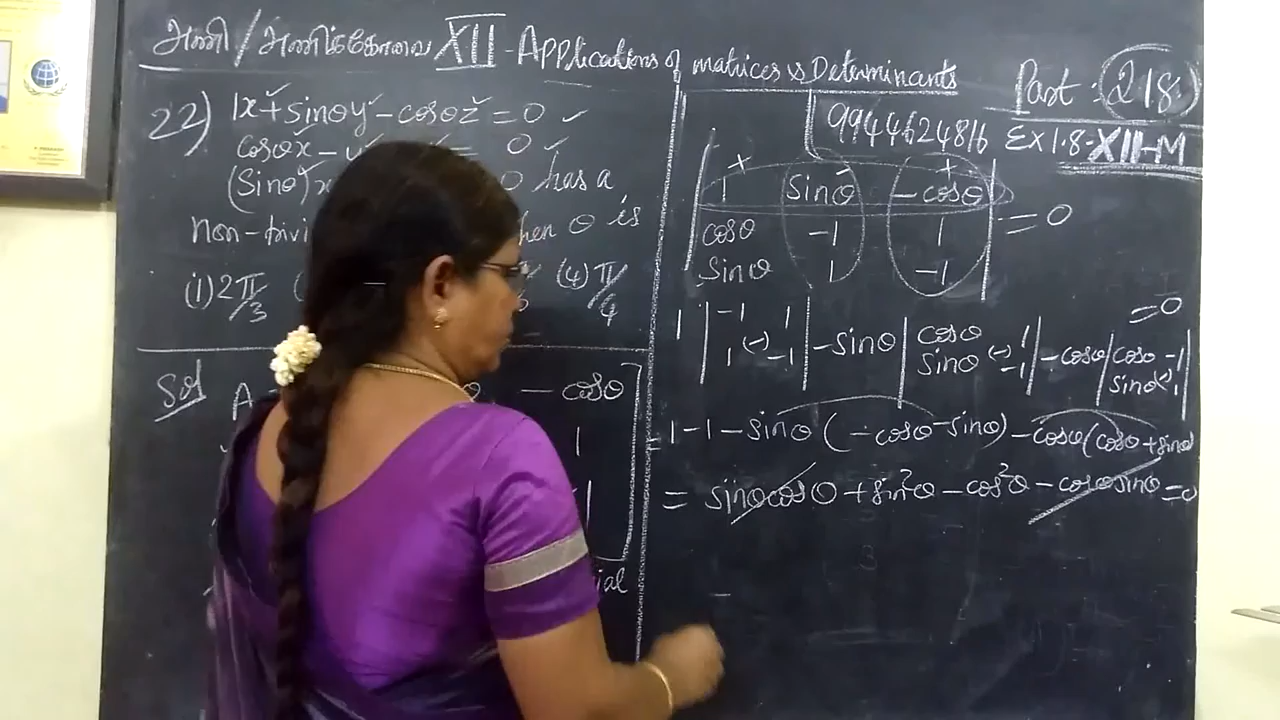 அணி / அணிக்கோவை XII - Applications of matrices & Determinants
Part : 218
9944624816 EX 1.8 - XII-M
22) 1x + sinθy - cosθz = 0
cosθx - y = 0
(sinθ)x 0 has a
non-trivi hen θ is
(1) 2π/3 (4) π/4
Sol A - cosθ
1
ial
+ - +
1 sinθ -cosθ
cosθ -1 1 = 0
sinθ 1 -1
= 0
1 | -1 1 | - sinθ | cosθ 1 | - cosθ | cosθ -1 |
1 (-) -1 sinθ (-) -1 sinθ (-) 1
= 1 - 1 - sinθ (-cosθ - sinθ) - cosθ (cosθ + sinθ)
= sinθcosθ + sin²θ - cos²θ - cosθsinθ = 0